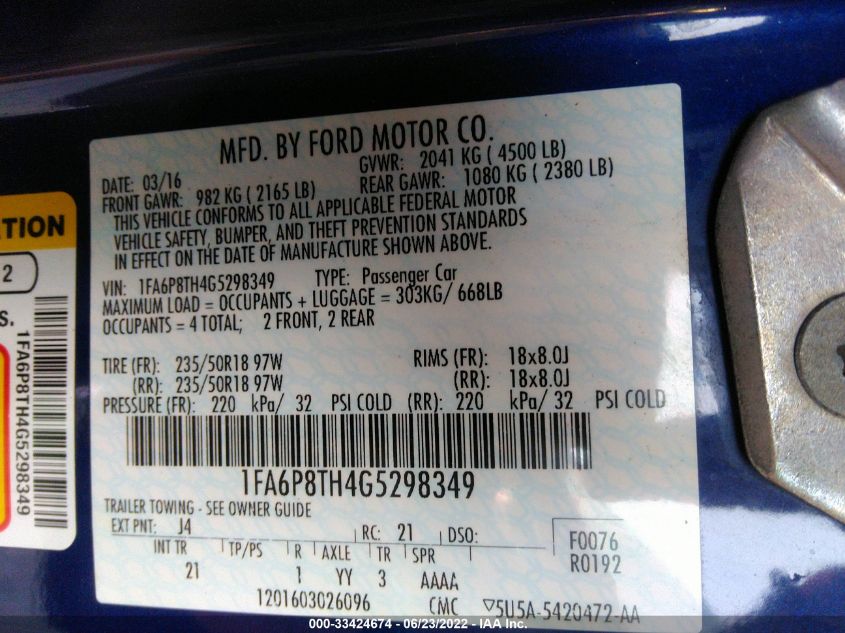 MFD. BY FORD MOTOR CO.
DATE: 03/16 GVWR: 2041 KG ( 4500 LB)
FRONT GAWR: 982 KG ( 2165 LB) REAR GAWR: 1080 KG ( 2380 LB)
THIS VEHICLE CONFORMS TO ALL APPLICABLE FEDERAL MOTOR
VEHICLE SAFETY, BUMPER, AND THEFT PREVENTION STANDARDS
IN EFFECT ON THE DATE OF MANUFACTURE SHOWN ABOVE.
VIN: 1FA6P8TH4G5298349 TYPE: Passenger Car
MAXIMUM LOAD = OCCUPANTS + LUGGAGE = 303KG/ 668LB
OCCUPANTS = 4 TOTAL; 2 FRONT, 2 REAR
TIRE (FR): 235/50R18 97W RIMS (FR): 18x8.0J
(RR): 235/50R18 97W (RR): 18x8.0J
PRESSURE (FR): 220 kPa/ 32 PSI COLD (RR): 220 kPa/ 32 PSI COLD
1FA6P8TH4G5298349
TRAILER TOWING - SEE OWNER GUIDE
EXT PNT: J4 RC: 21 DSO: F0076
R0192
INT TR TP/PS R AXLE TR SPR
21 1 YY 3 AAAA
1201603026096 CMC ▽5U5A-5420472-AA
TION
2
S.
1FA6P8TH4G5298349
000-33424674 / 06/23/2022 - IAA Inc.